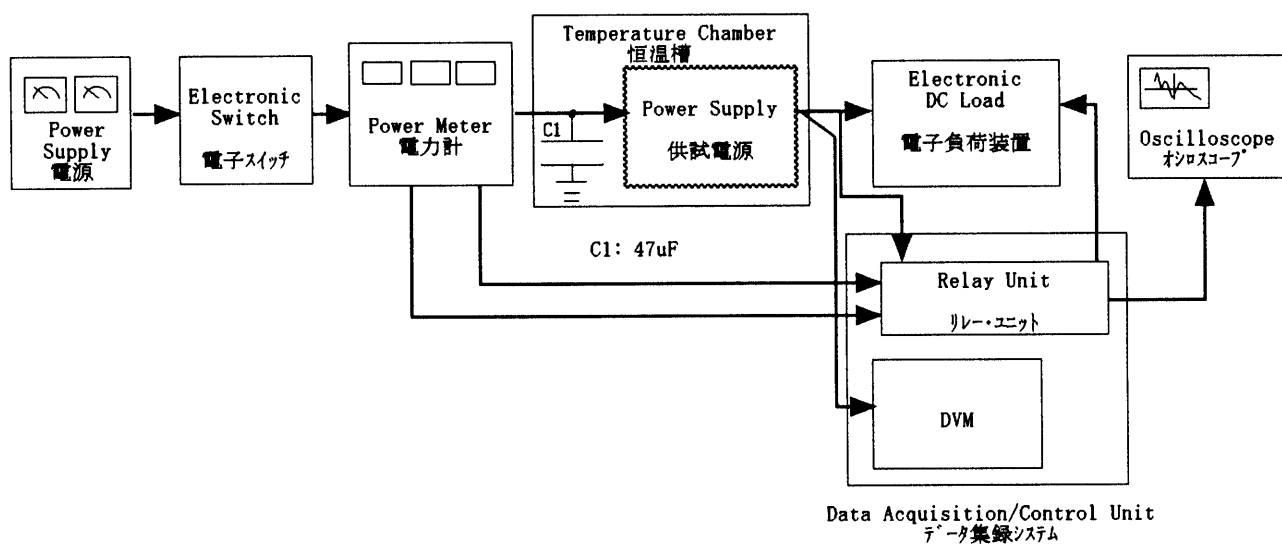 Power
Supply
電源
Electronic
Switch
電子スイッチ
Power Meter
電力計
Temperature Chamber
恒温槽
C1
Power Supply
供試電源
Electronic
DC Load
電子負荷装置
Oscilloscope
オシロスコープ
C1: 47uF
Relay Unit
リレー・ユニット
DVM
Data Acquisition/Control Unit
データ集録システム